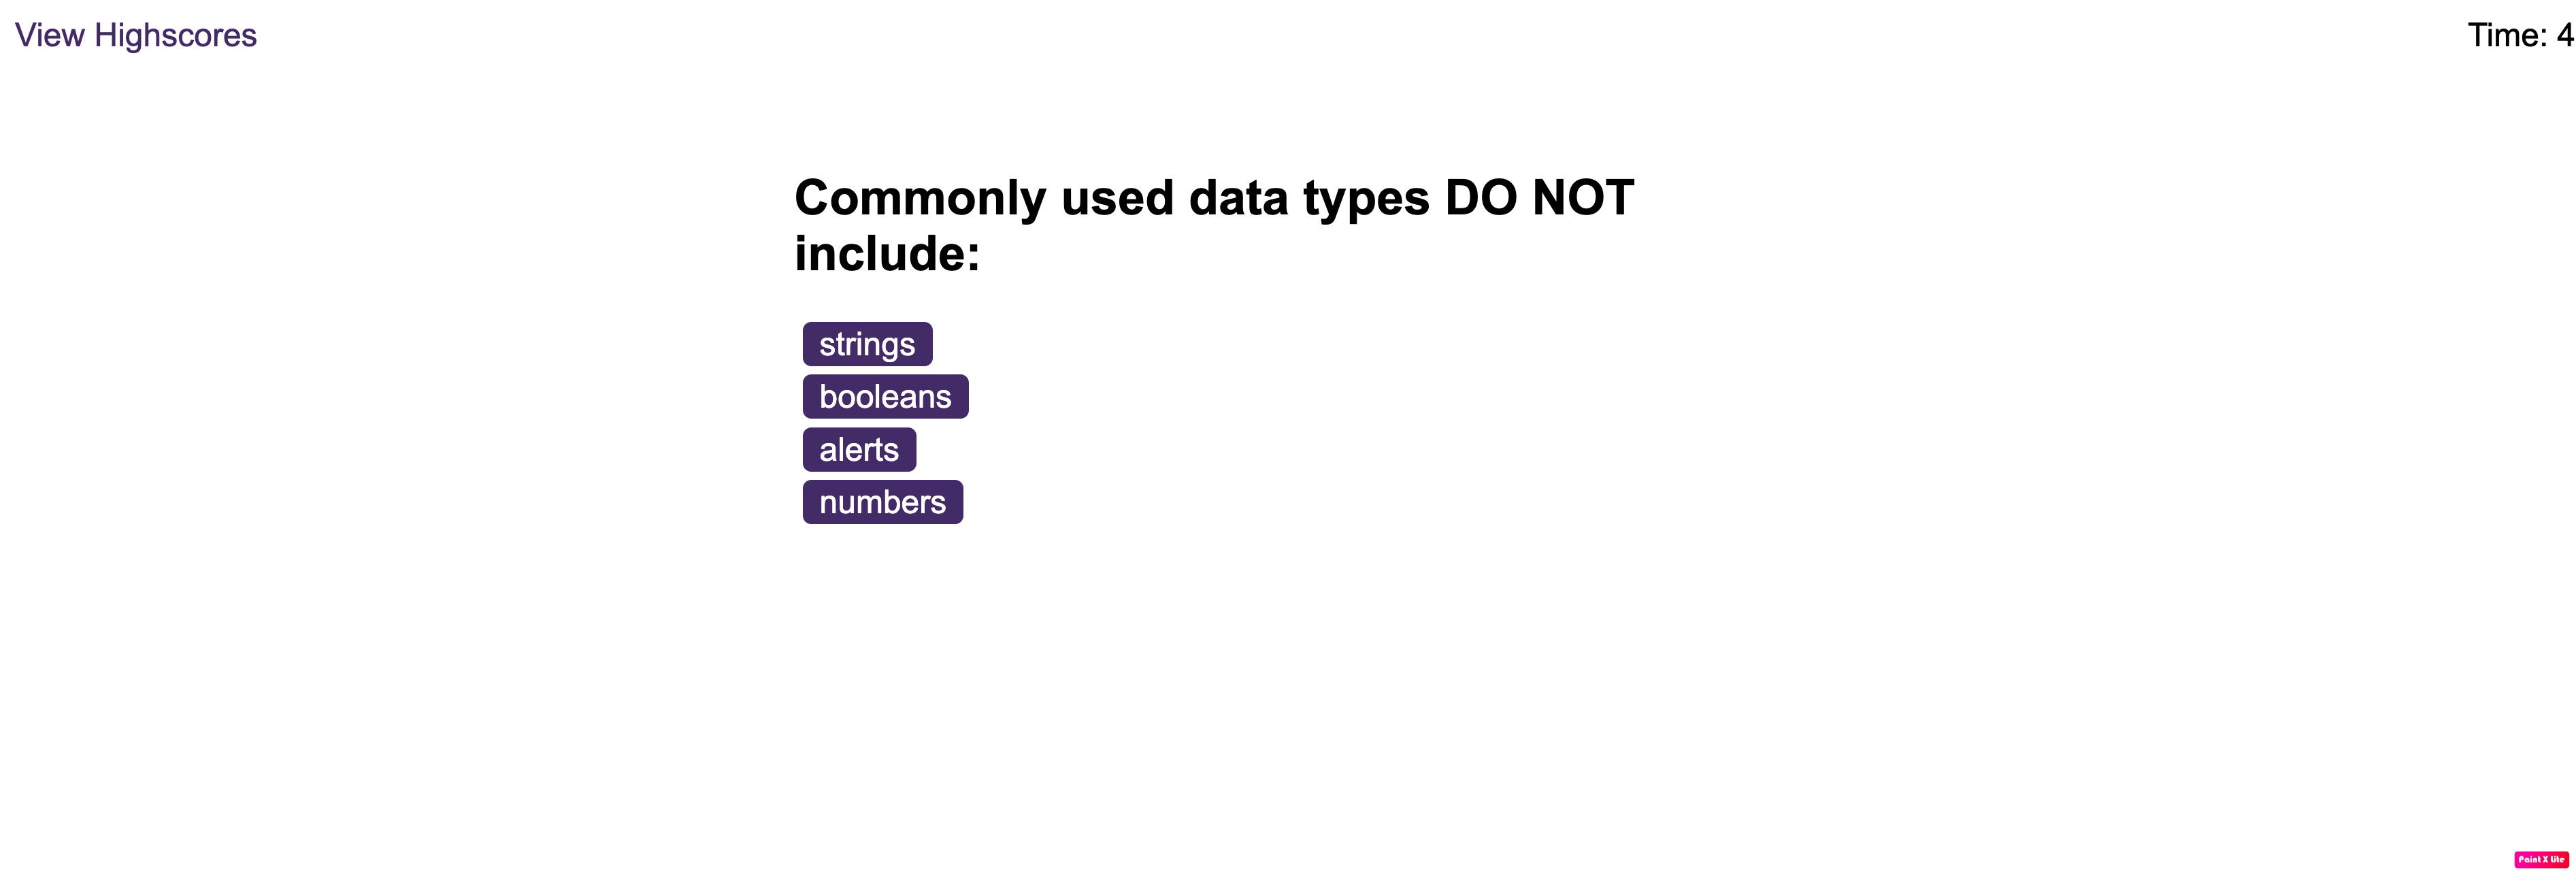 View Highscores
Time: 4
Commonly used data types DO NOT
include:
strings
booleans
alerts
numbers
Paint X Lite